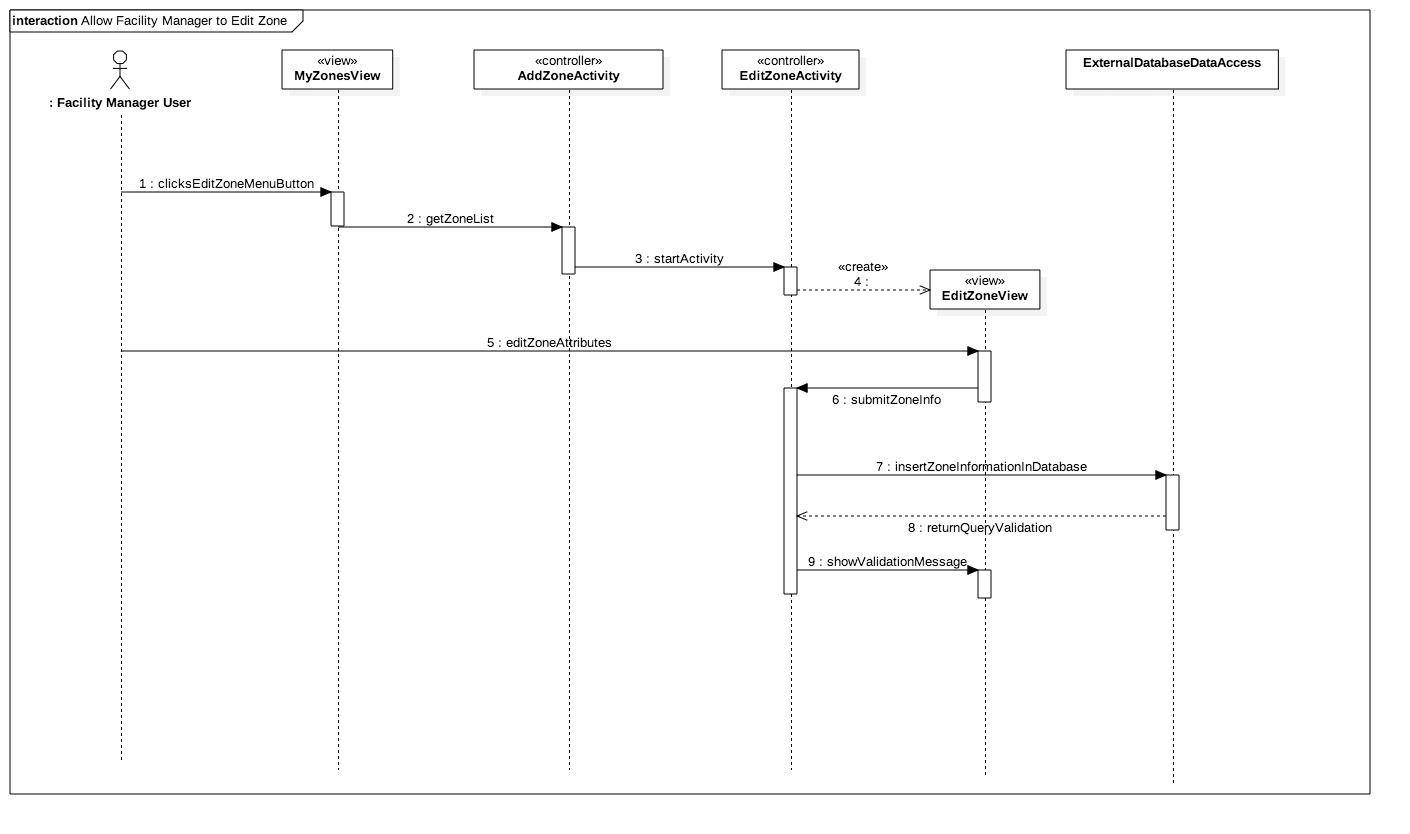 interaction Allow Facility Manager to Edit Zone
: Facility Manager User
«view»
MyZonesView
«controller»
AddZoneActivity
«controller»
EditZoneActivity
ExternalDatabaseDataAccess
1 : clicksEditZoneMenuButton
2 : getZoneList
3 : startActivity
«create»
4 :
«view»
EditZoneView
5 : editZoneAttributes
6 : submitZoneInfo
7 : insertZoneInformationInDatabase
8 : returnQueryValidation
9 : showValidationMessage